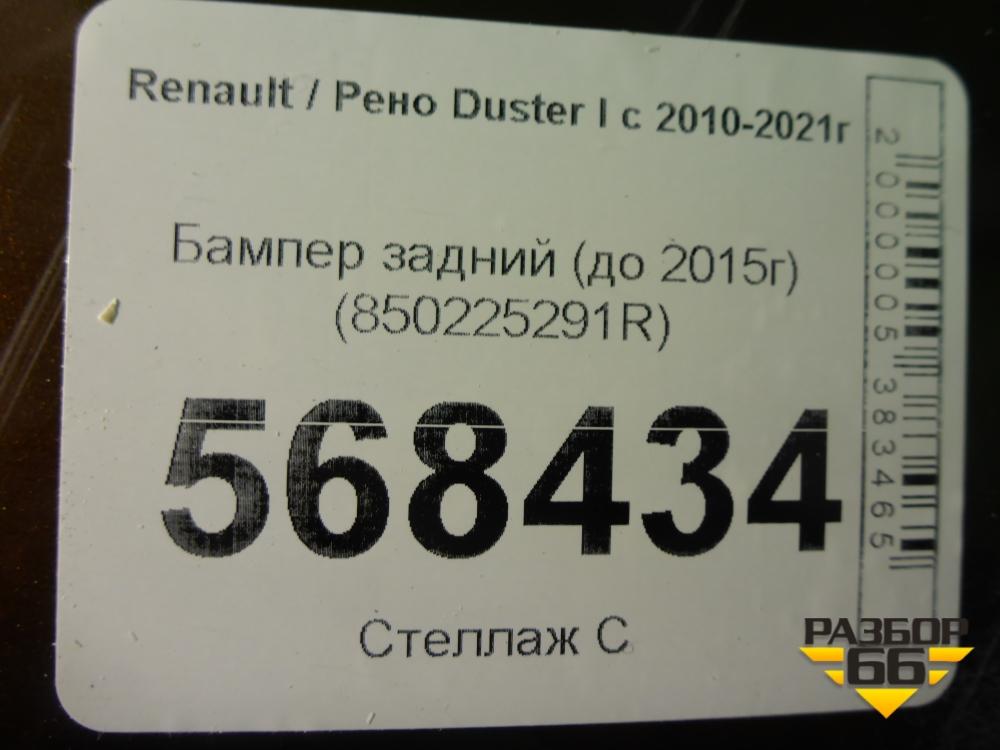 Renault / Рено Duster I с 2010-2021г
Бампер задний (до 2015г)
(850225291R)
568434
Стеллаж С
2000005383465
РАЗБОР
66